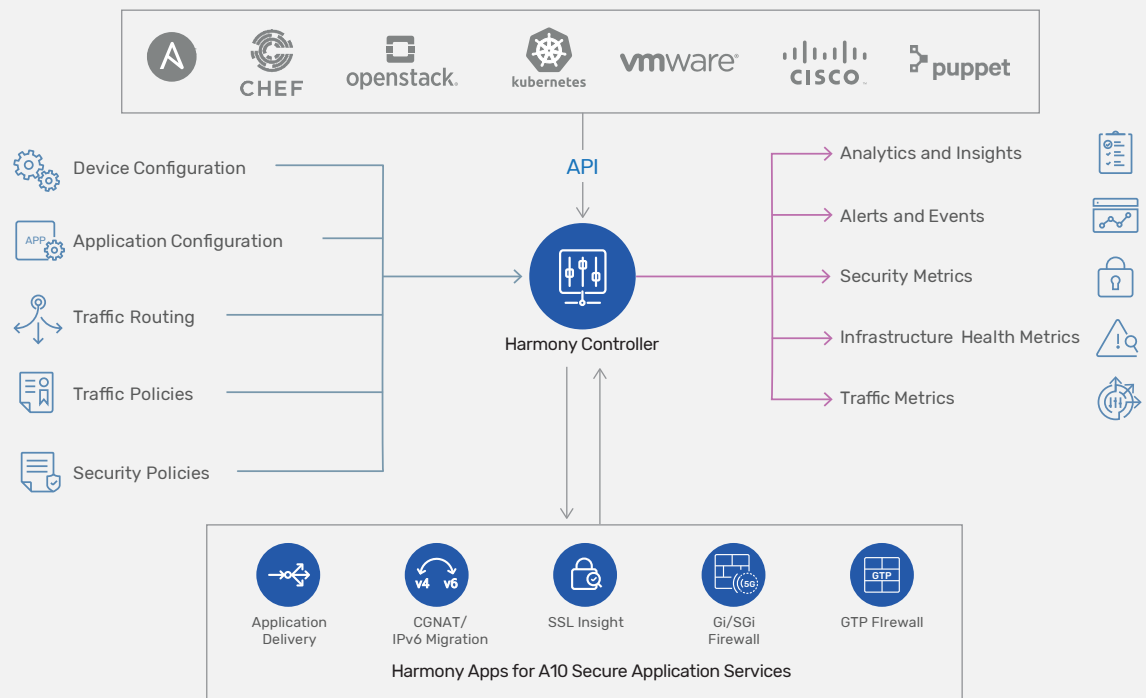 CHEF
openstack.
kubernetes
vmware®
CISCO
puppet
API
Device Configuration
APP
Application Configuration
Traffic Routing
Traffic Policies
Security Policies
Harmony Controller
Analytics and Insights
Alerts and Events
Security Metrics
Infrastructure Health Metrics
Traffic Metrics
Application
Delivery
v4 v6
CGNAT/
IPv6 Migration
SSL Insight
5G
Gi/SGi
Firewall
GTP
GTP FIrewall
Harmony Apps for A10 Secure Application Services